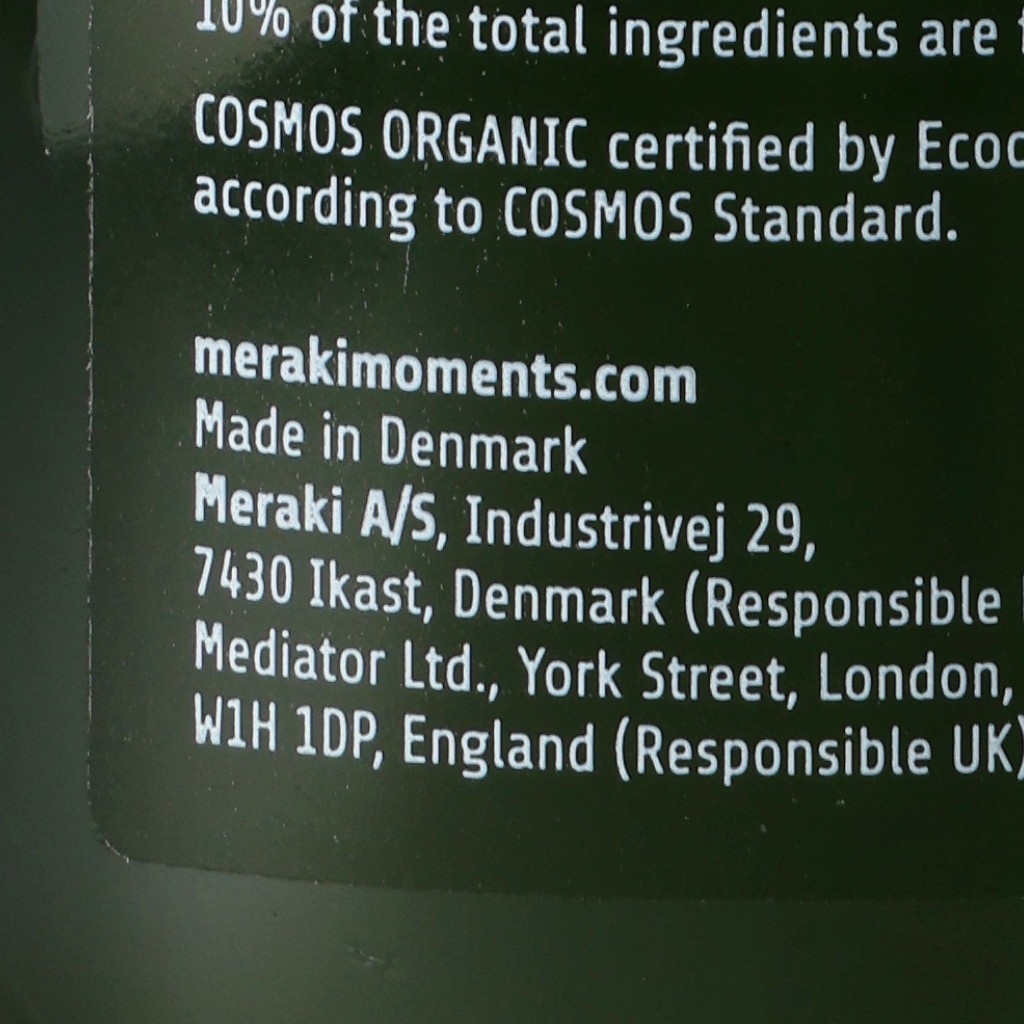 10% of the total ingredients are
COSMOS ORGANIC certified by
according to COSMOS Standard.
merakimoments.com
Made in Denmark
Meraki A/S, Industrivej 29,
7430 Ikast, Denmark (Responsible
Mediator Ltd., York Street, London,
W1H 1DP, England (Responsible UK)